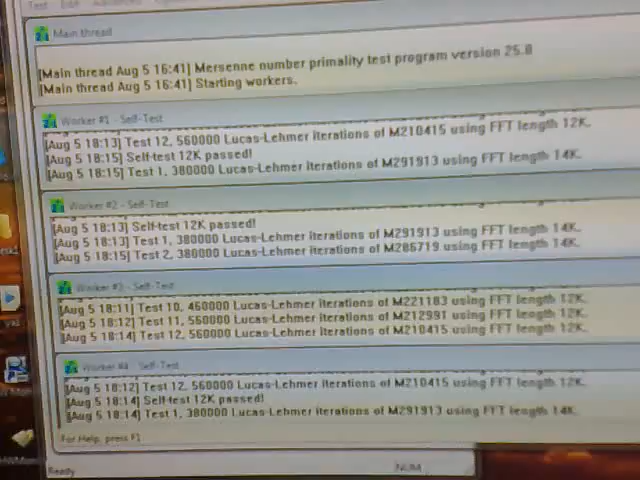 Test Edit Advanced
Main thread
[Main thread Aug 5 16:41] Mersenne number primality test program version 25.8
[Main thread Aug 5 16:41] Starting workers.
Worker #1 - Self-Test
[Aug 5 18:13] Test 12, 560000 Lucas-Lehmer iterations of M210415 using FFT length 12K.
[Aug 5 18:15] Self-test 12K passed!
[Aug 5 18:15] Test 1, 380000 Lucas-Lehmer iterations of M291913 using FFT length 14K.
Worker #2 - Self-Test
[Aug 5 18:13] Self-test 12K passed!
[Aug 5 18:13] Test 1, 380000 Lucas-Lehmer iterations of M291913 using FFT length 14K.
[Aug 5 18:15] Test 2, 380000 Lucas-Lehmer iterations of M286719 using FFT length 14K.
Worker #3 - Self-Test
[Aug 5 18:11] Test 10, 460000 Lucas-Lehmer iterations of M221183 using FFT length 12K.
[Aug 5 18:12] Test 11, 560000 Lucas-Lehmer iterations of M212991 using FFT length 12K.
[Aug 5 18:14] Test 12, 560000 Lucas-Lehmer iterations of M210415 using FFT length 12K.
Worker #4 - Self-Test
[Aug 5 18:12] Test 12, 560000 Lucas-Lehmer iterations of M210415 using FFT length 12K.
[Aug 5 18:14] Self-test 12K passed!
[Aug 5 18:14] Test 1, 380000 Lucas-Lehmer iterations of M291913 using FFT length 14K.
For Help, press F1
Ready
NUM